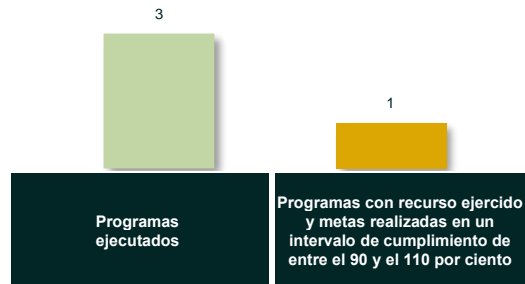 3
1
Programas
ejecutados
Programas con recurso ejercido
y metas realizadas en un
intervalo de cumplimiento de
entre el 90 y el 110 por ciento